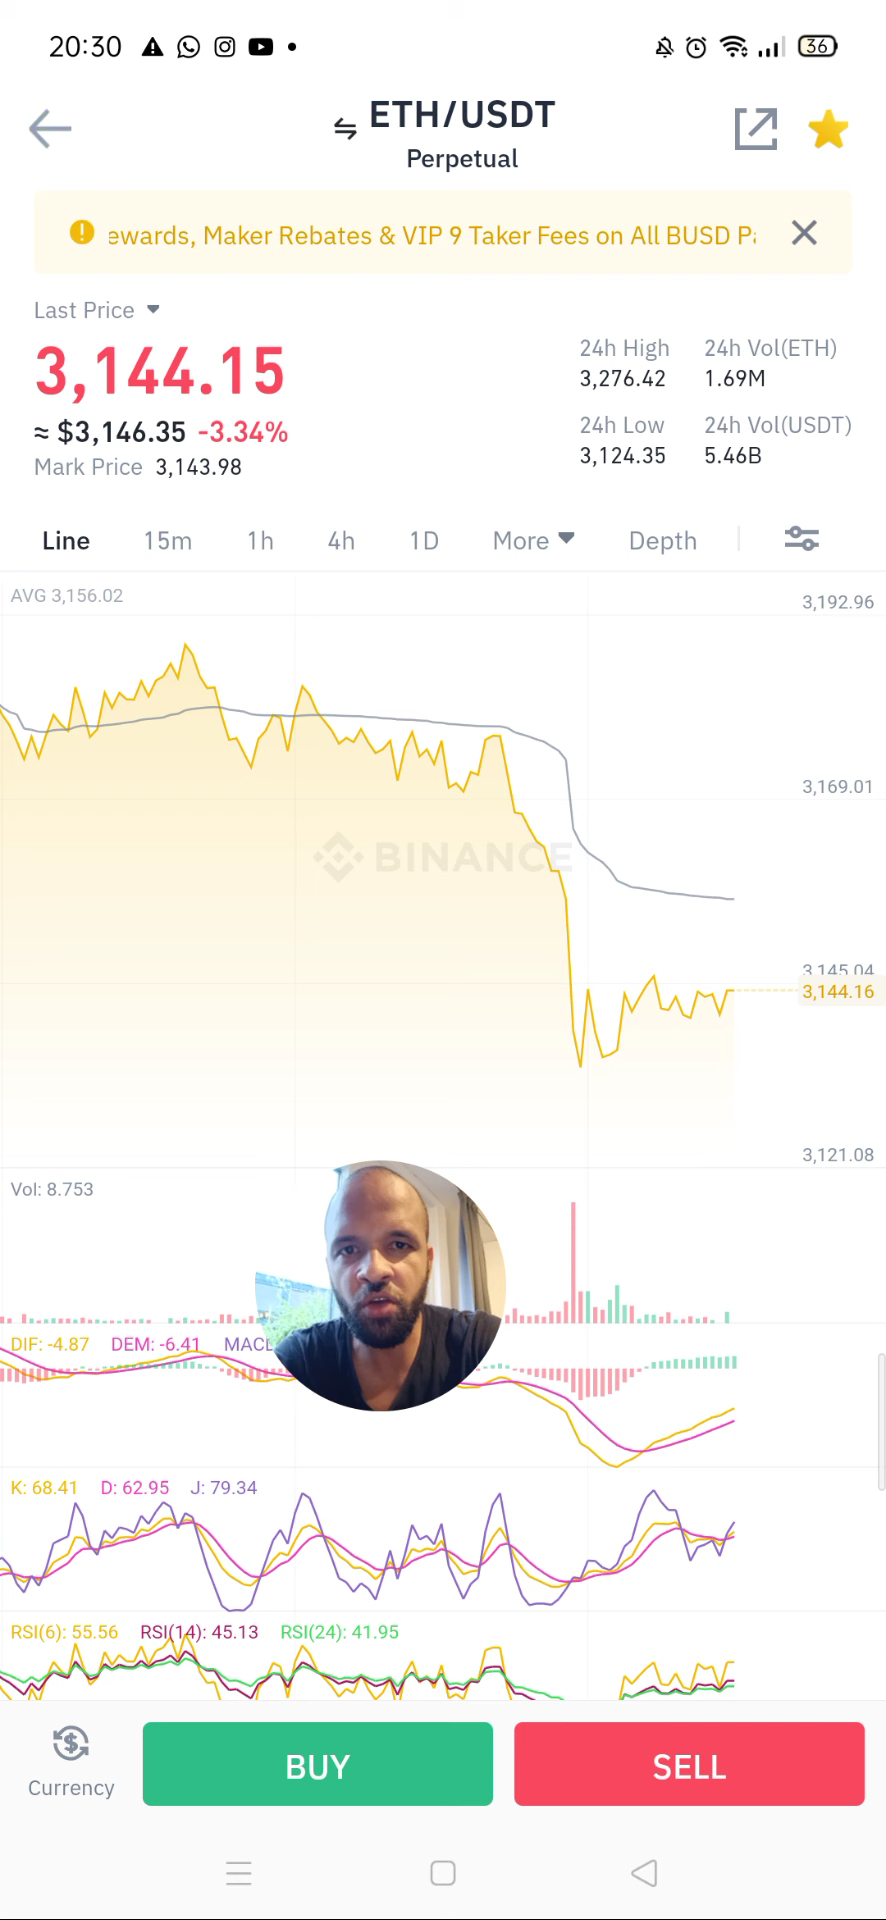 20:30
36
ETH/USDT
Perpetual
ewards, Maker Rebates & VIP 9 Taker Fees on All BUSD
Last Price
3,144.15
≈ $3,146.35 -3.34%
Mark Price 3,143.98
24h High 24h Vol(ETH)
3,276.42 1.69M
24h Low 24h Vol(USDT)
3,124.35 5.46B
Line 15m 1h 4h 1D More Depth
AVG 3,156.02
3,192.96
3,169.01
BINANCE
3,145.04
3,144.16
3,121.08
Vol: 8.753
DIF: -4.87 DEM: -6.41 MACD
K: 68.41 D: 62.95 J: 79.34
RSI(6): 55.56 RSI(14): 45.13 RSI(24): 41.95
Currency
BUY
SELL